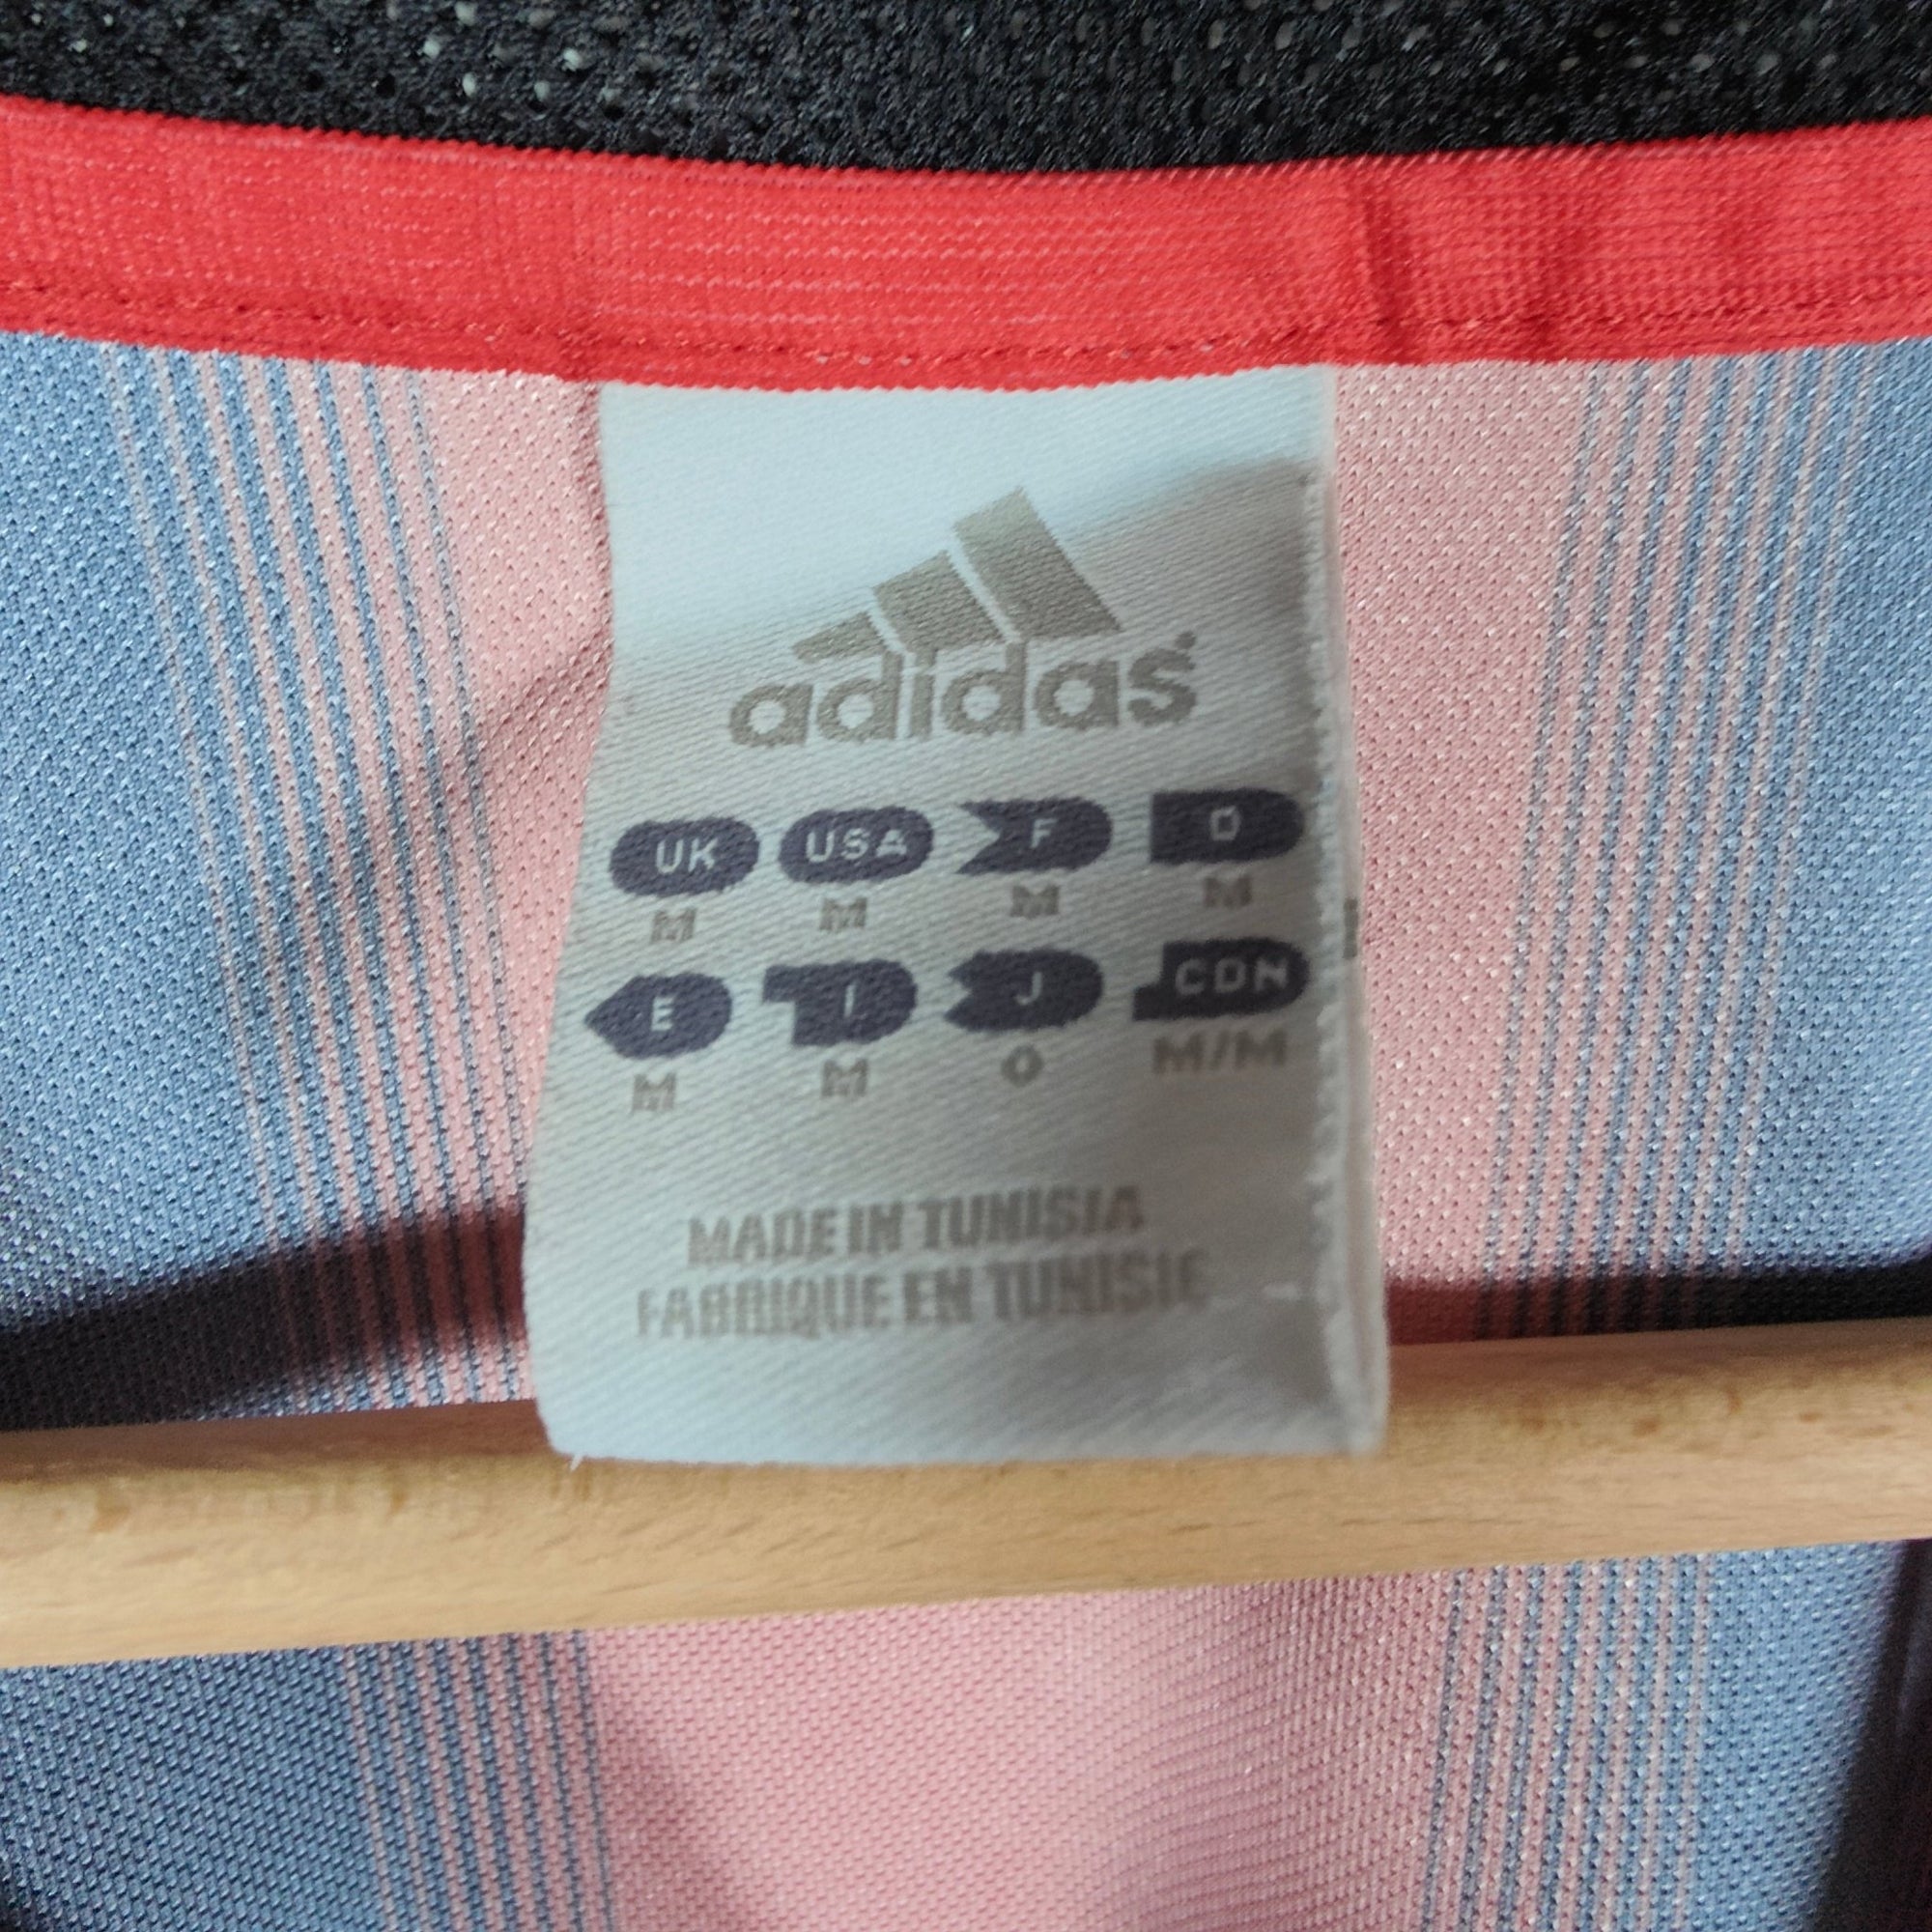 adidas
UK USA F D
M M M M
E I J CDN
M M O M/M
MADE IN TUNISIA
FABRIQUE EN TUNISIE